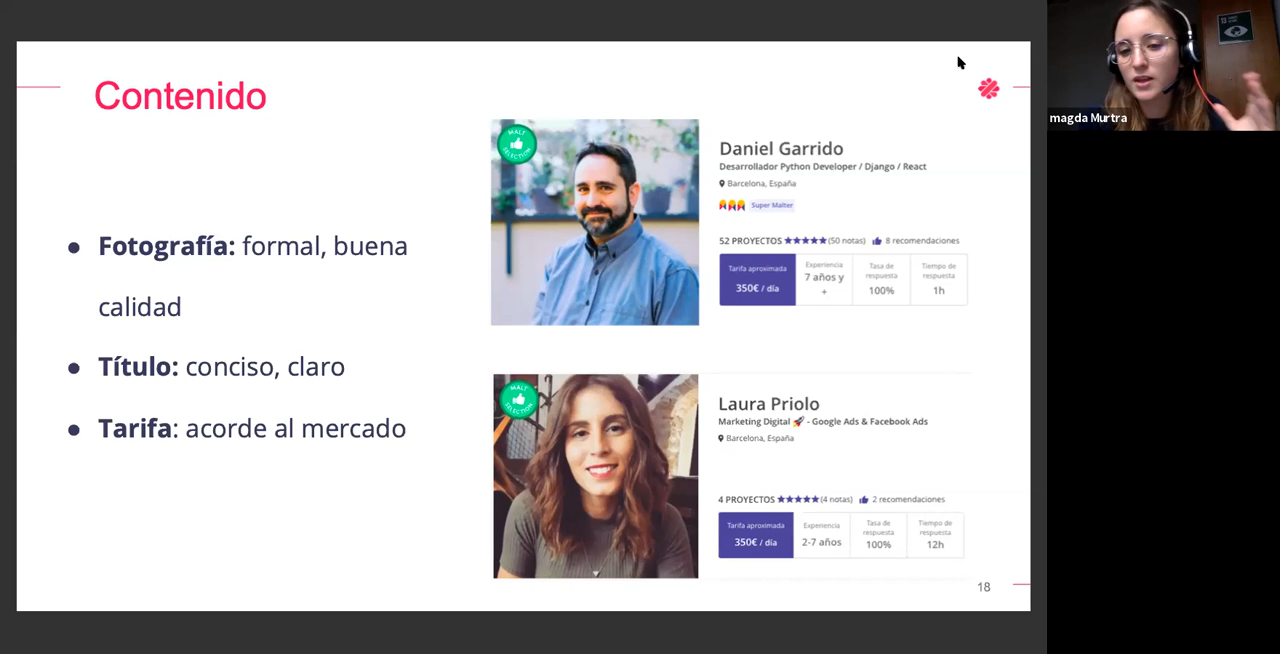 Contenido
● Fotografía: formal, buena
calidad
● Título: conciso, claro
● Tarifa: acorde al mercado
MALT
SELECTION
Daniel Garrido
Desarrollador Python Developer / Django / React
Barcelona, España
Super Malter
52 PROYECTOS ★★★★★ (50 notas) 8 recomendaciones
Tarifa aproximada
350€ / día
Experiencia
7 años y
+
Tasa de
respuesta
100%
Tiempo de
respuesta
1h
MALT
SELECTION
Laura Priolo
Marketing Digital 🚀 - Google Ads & Facebook Ads
Barcelona, España
4 PROYECTOS ★★★★★ (4 notas) 2 recomendaciones
Tarifa aproximada
350€ / día
Experiencia
2-7 años
Tasa de
respuesta
100%
Tiempo de
respuesta
12h
18
magda Murtra